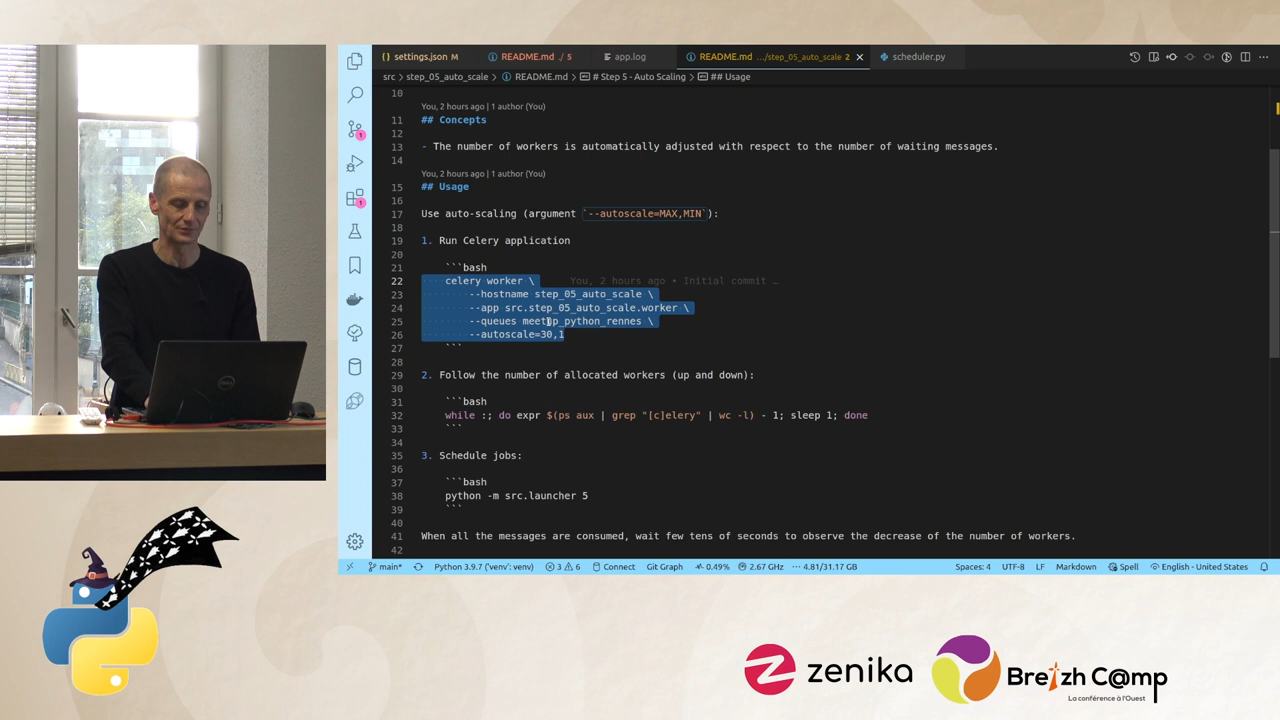 settings.json M
README.md ./ 5
app.log
README.md .../step_05_auto_scale 2
scheduler.py
src > step_05_auto_scale > README.md > # Step 5 - Auto Scaling > ## Usage
10
You, 2 hours ago | 1 author (You)
11 ## Concepts
12
13 - The number of workers is automatically adjusted with respect to the number of waiting messages.
14
You, 2 hours ago | 1 author (You)
15 ## Usage
16
17 Use auto-scaling (argument `--autoscale=MAX,MIN`):
18
19 1. Run Celery application
20
21 ```bash
22 celery worker \ You, 2 hours ago • Initial commit …
23 --hostname step_05_auto_scale \
24 --app src.step_05_auto_scale.worker \
25 --queues meetup_python_rennes \
26 --autoscale=30,1
27 ```
28
29 2. Follow the number of allocated workers (up and down):
30
31 ```bash
32 while :; do expr $(ps aux | grep "[c]elery" | wc -l) - 1; sleep 1; done
33 ```
34
35 3. Schedule jobs:
36
37 ```bash
38 python -m src.launcher 5
39 ```
40
41 When all the messages are consumed, wait few tens of seconds to observe the decrease of the number of workers.
42
main* Python 3.9.7 ('venv': venv) 3 6 Connect Git Graph 0.49% 2.67 GHz 4.81/31.17 GB Spaces: 4 UTF-8 LF Markdown Spell English - United States
DELL
zenika
Breizh C@mp
La conférence à l'Ouest